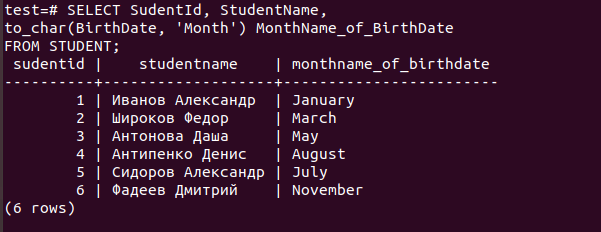 test=# SELECT SudentId, StudentName,
to_char(BirthDate, 'Month') MonthName_of_BirthDate
FROM STUDENT;
 sudentid |    studentname    | monthname_of_birthdate
----------+-------------------+------------------------
        1 | Иванов Александр  | January
        2 | Широков Федор     | March
        3 | Антонова Даша     | May
        4 | Антипенко Денис   | August
        5 | Сидоров Александр | July
        6 | Фадеев Дмитрий    | November
(6 rows)